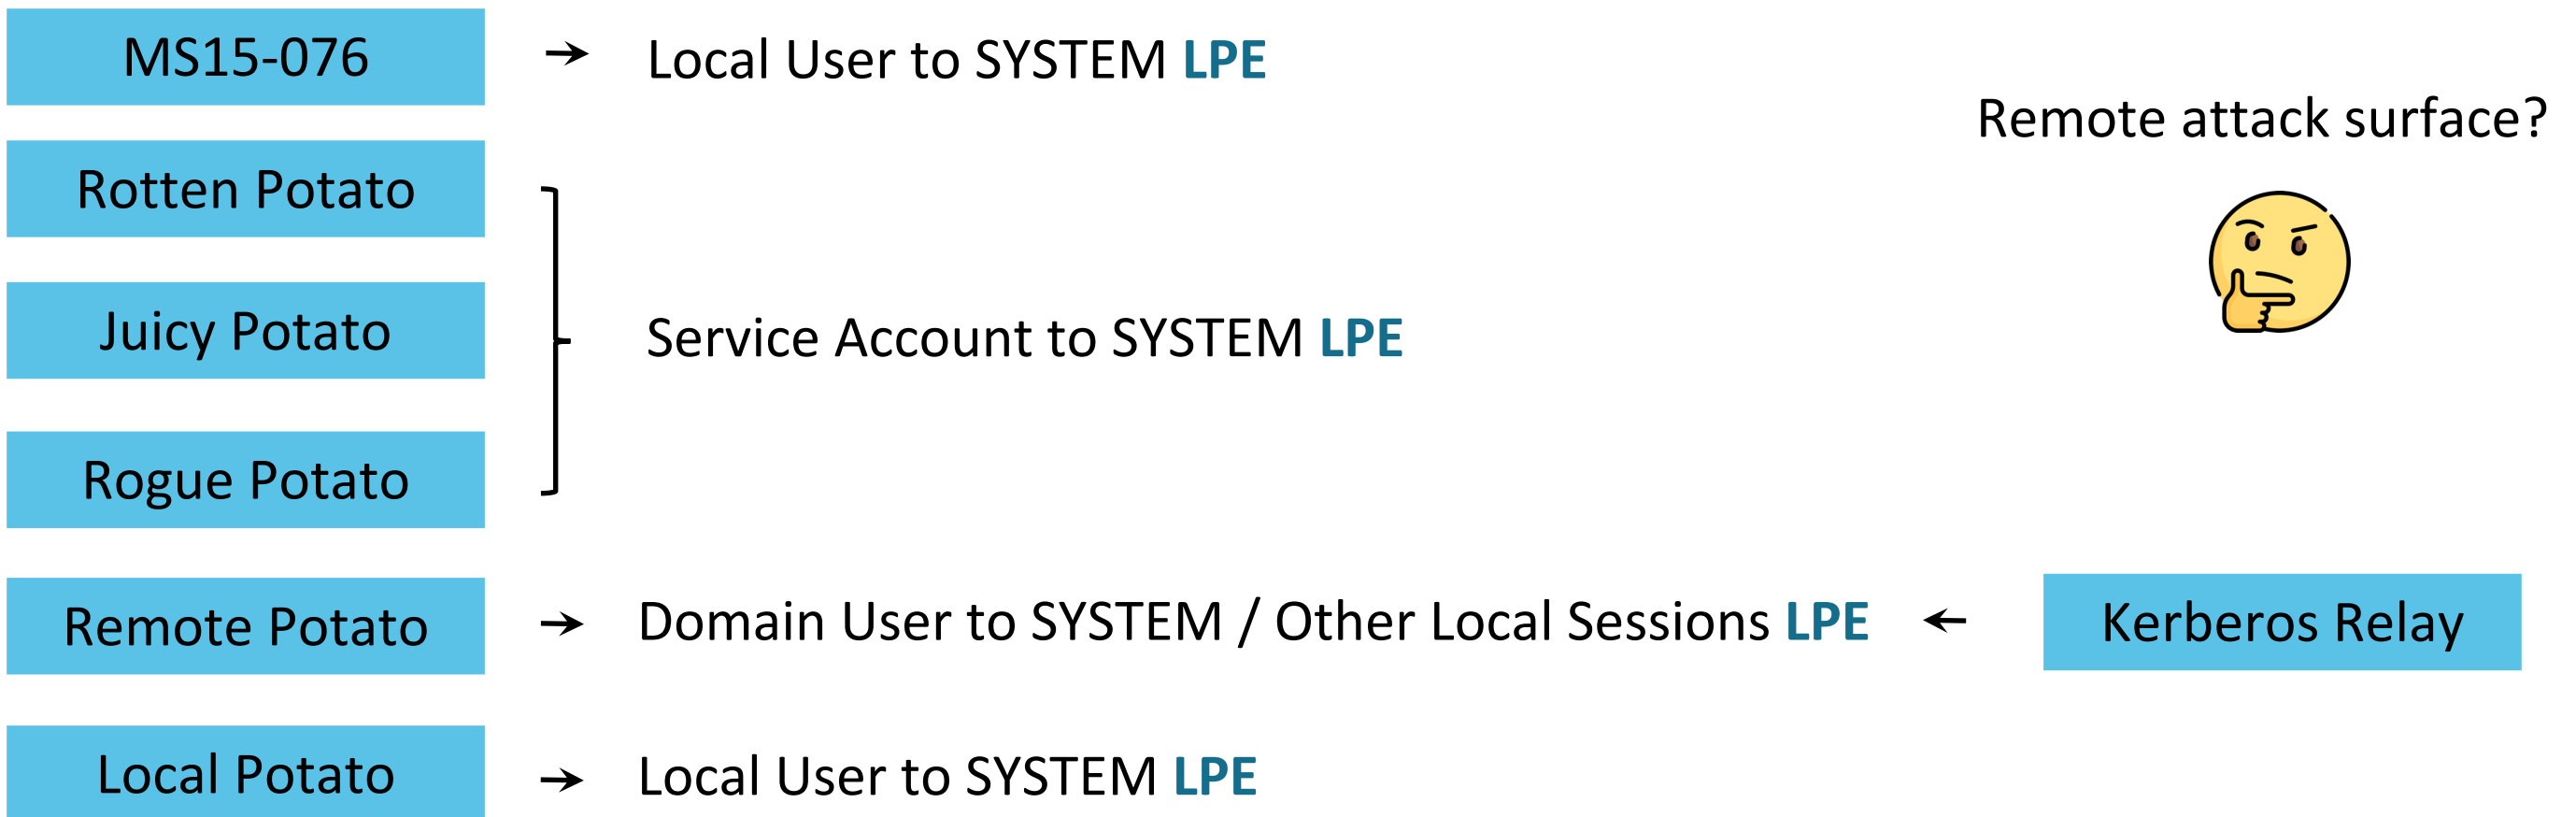 MS15-076
Local User to SYSTEM LPE
Remote attack surface?
Rotten Potato
Juicy Potato
Service Account to SYSTEM LPE
Rogue Potato
Remote Potato
Domain User to SYSTEM / Other Local Sessions LPE
Kerberos Relay
Local Potato
Local User to SYSTEM LPE